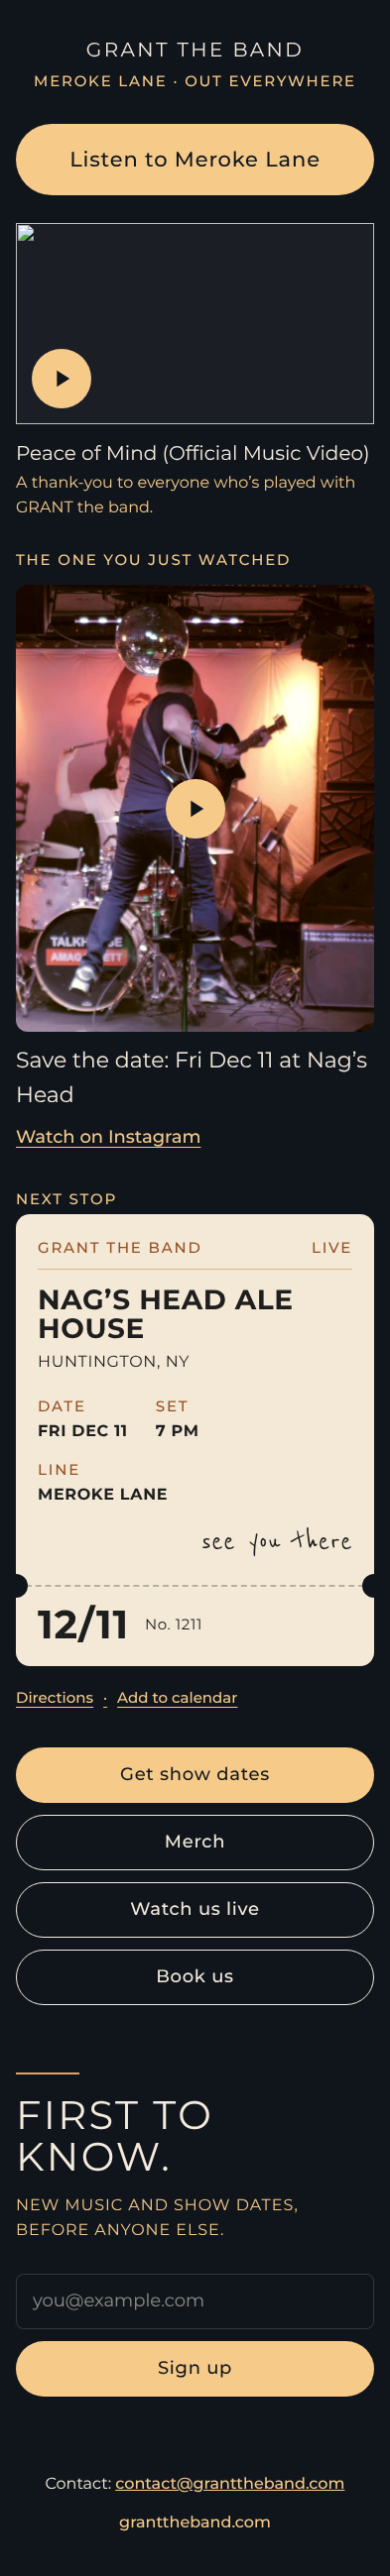 GRANT THE BAND
MEROKE LANE · OUT EVERYWHERE
Listen to Meroke Lane
Peace of Mind (Official Music Video)
A thank-you to everyone who’s played with
GRANT the band.
THE ONE YOU JUST WATCHED
Save the date: Fri Dec 11 at Nag’s
Head
Watch on Instagram
NEXT STOP
GRANT THE BAND LIVE
NAG’S HEAD ALE
HOUSE
HUNTINGTON, NY
DATE SET
FRI DEC 11 7 PM
LINE
MEROKE LANE
see you there
12/11 No. 1211
Directions · Add to calendar
Get show dates
Merch
Watch us live
Book us
FIRST TO
KNOW.
NEW MUSIC AND SHOW DATES,
BEFORE ANYONE ELSE.
you@example.com
Sign up
Contact: contact@granttheband.com
granttheband.com